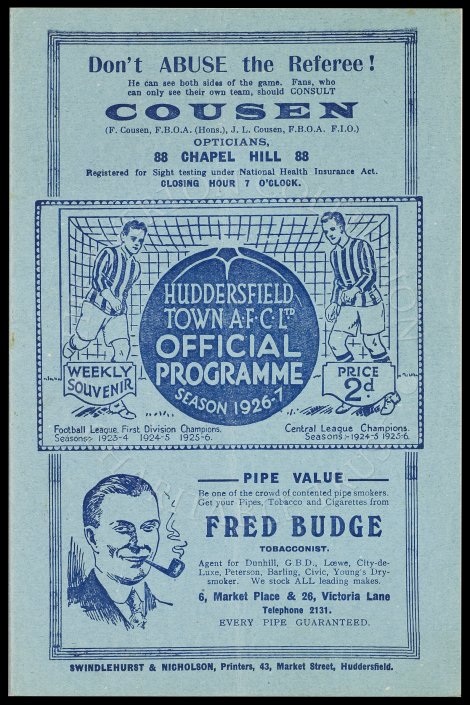 Don't ABUSE the Referee!
He can see both sides of the game. Fans, who
can only see their own team, should CONSULT
COUSEN
(F. Cousen, F.B.O.A. (Hons.), J. L. Cousen, F.B.O.A. F.I.O.)
OPTICIANS,
88 CHAPEL HILL 88
Registered for Sight testing under National Health Insurance Act.
CLOSING HOUR 7 O'CLOCK.
HUDDERSFIELD
TOWN A.F.C LTD
OFFICIAL
PROGRAMME
SEASON 1926-7
WEEKLY
SOUVENIR
PRICE
2d
Football League First Division Champions.
Seasons:- 1923-4 1924-5 1925-6.
Central League Champions.
Seasons:- 1924-5 1925-6.
PIPE VALUE
Be one of the crowd of contented pipe smokers.
Get your Pipes, Tobacco and Cigarettes from
FRED BUDGE
TOBACCONIST.
Agent for Dunhill, G.B.D., Lœwe, City-de-
Luxe, Peterson, Barling, Civic, Young's Dry-
smoker. We stock ALL leading makes.
6, Market Place & 26, Victoria Lane
Telephone 2131.
EVERY PIPE GUARANTEED.
SWINDLEHURST & NICHOLSON, Printers, 43, Market Street, Huddersfield.